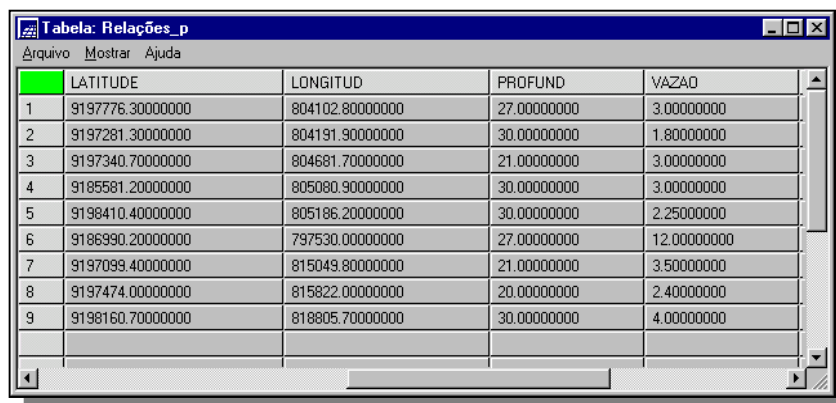 Tabela: Relações_p
Arquivo Mostrar Ajuda
LATITUDE LONGITUD PROFUND VAZAO
1 9197776.30000000 804102.80000000 27.00000000 3.00000000
2 9197281.30000000 804191.90000000 30.00000000 1.80000000
3 9197340.70000000 804681.70000000 21.00000000 3.00000000
4 9185581.20000000 805080.90000000 30.00000000 3.00000000
5 9198410.40000000 805186.20000000 30.00000000 2.25000000
6 9186990.20000000 797530.00000000 27.00000000 12.00000000
7 9197099.40000000 815049.80000000 21.00000000 3.50000000
8 9197474.00000000 815822.00000000 20.00000000 2.40000000
9 9198160.70000000 818805.70000000 30.00000000 4.00000000